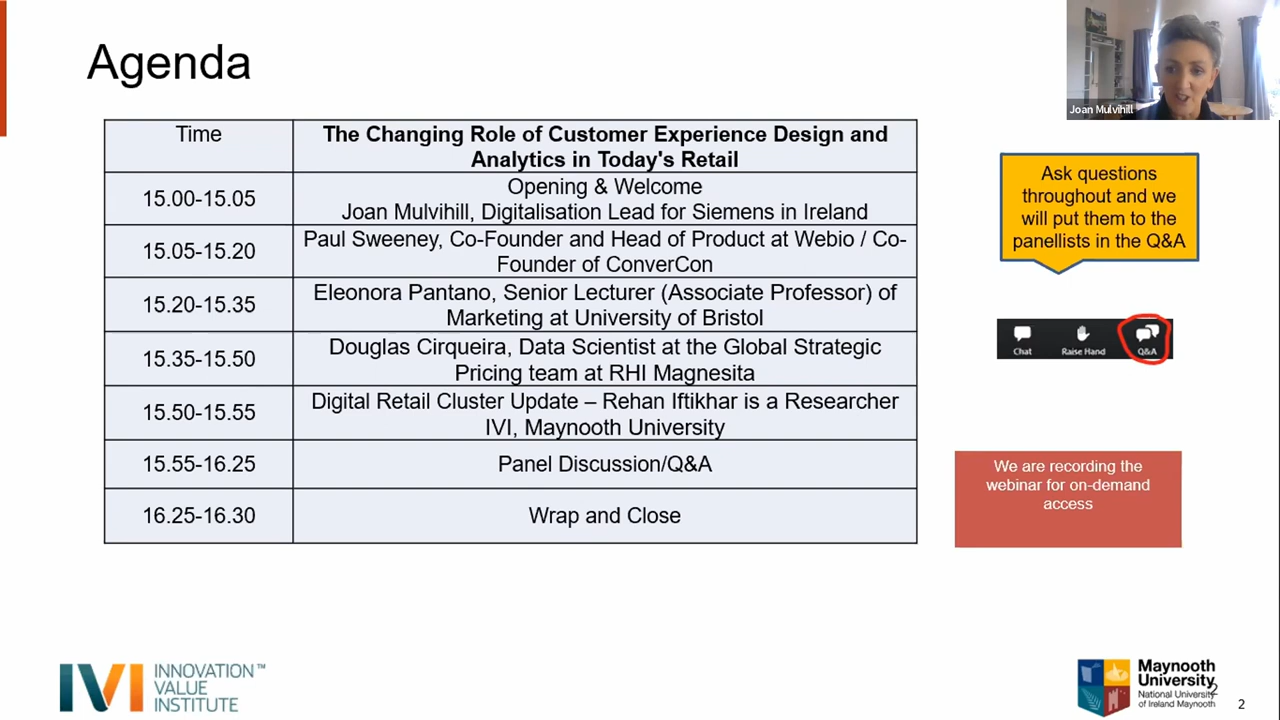 Agenda
Joan Mulvihill
Time
The Changing Role of Customer Experience Design and
Analytics in Today's Retail
15.00-15.05
Opening & Welcome
Joan Mulvihill, Digitalisation Lead for Siemens in Ireland
15.05-15.20
Paul Sweeney, Co-Founder and Head of Product at Webio / Co-
Founder of ConverCon
15.20-15.35
Eleonora Pantano, Senior Lecturer (Associate Professor) of
Marketing at University of Bristol
15.35-15.50
Douglas Cirqueira, Data Scientist at the Global Strategic
Pricing team at RHI Magnesita
15.50-15.55
Digital Retail Cluster Update – Rehan Iftikhar is a Researcher
IVI, Maynooth University
15.55-16.25
Panel Discussion/Q&A
16.25-16.30
Wrap and Close
Ask questions
throughout and we
will put them to the
panellists in the Q&A
Chat
Raise Hand
Q&A
We are recording the
webinar for on-demand
access
IVI
INNOVATION™
VALUE
INSTITUTE
Maynooth
University
National University
of Ireland Maynooth
2
2